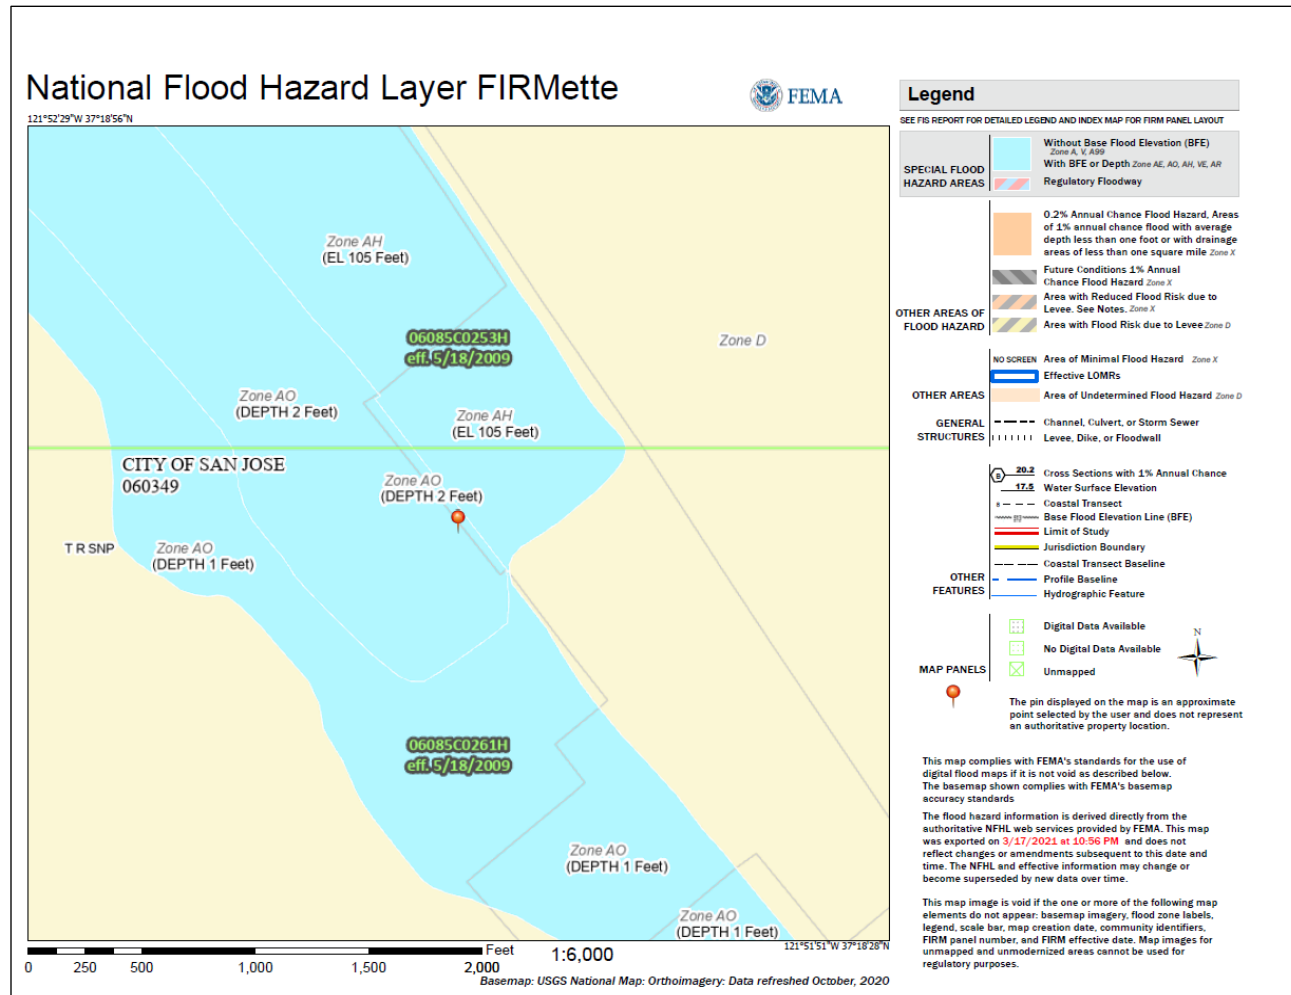 National Flood Hazard Layer FIRMette
FEMA
121°52'29"W 37°18'56"N
Zone AH
(EL 105 Feet)
06085C0253H
eff. 5/18/2009
Zone D
Zone AO
(DEPTH 2 Feet)
Zone AH
(EL 105 Feet)
CITY OF SAN JOSE
060349
Zone AO
(DEPTH 2 Feet)
T R SNP
Zone AO
(DEPTH 1 Feet)
06085C0261H
eff. 5/18/2009
Zone AO
(DEPTH 1 Feet)
Zone AO
(DEPTH 1 Feet)
121°51'51"W 37°18'28"N
Feet
1:6,000
0 250 500 1,000 1,500 2,000
Basemap: USGS National Map: Orthoimagery: Data refreshed October, 2020
Legend
SEE FIS REPORT FOR DETAILED LEGEND AND INDEX MAP FOR FIRM PANEL LAYOUT
SPECIAL FLOOD
HAZARD AREAS
Without Base Flood Elevation (BFE)
Zone A, V, A99
With BFE or Depth Zone AE, AO, AH, VE, AR
Regulatory Floodway
OTHER AREAS OF
FLOOD HAZARD
0.2% Annual Chance Flood Hazard, Areas
of 1% annual chance flood with average
depth less than one foot or with drainage
areas of less than one square mile Zone X
Future Conditions 1% Annual
Chance Flood Hazard Zone X
Area with Reduced Flood Risk due to
Levee. See Notes. Zone X
Area with Flood Risk due to Levee Zone D
OTHER AREAS
NO SCREEN Area of Minimal Flood Hazard Zone X
Effective LOMRs
Area of Undetermined Flood Hazard Zone D
GENERAL
STRUCTURES
Channel, Culvert, or Storm Sewer
Levee, Dike, or Floodwall
OTHER
FEATURES
B 20.2 Cross Sections with 1% Annual Chance
17.5 Water Surface Elevation
8 Coastal Transect
513 Base Flood Elevation Line (BFE)
Limit of Study
Jurisdiction Boundary
Coastal Transect Baseline
Profile Baseline
Hydrographic Feature
MAP PANELS
Digital Data Available
No Digital Data Available
Unmapped
N
The pin displayed on the map is an approximate
point selected by the user and does not represent
an authoritative property location.
This map complies with FEMA's standards for the use of
digital flood maps if it is not void as described below.
The basemap shown complies with FEMA's basemap
accuracy standards
The flood hazard information is derived directly from the
authoritative NFHL web services provided by FEMA. This map
was exported on 3/17/2021 at 10:56 PM and does not
reflect changes or amendments subsequent to this date and
time. The NFHL and effective information may change or
become superseded by new data over time.
This map image is void if the one or more of the following map
elements do not appear: basemap imagery, flood zone labels,
legend, scale bar, map creation date, community identifiers,
FIRM panel number, and FIRM effective date. Map images for
unmapped and unmodernized areas cannot be used for
regulatory purposes.